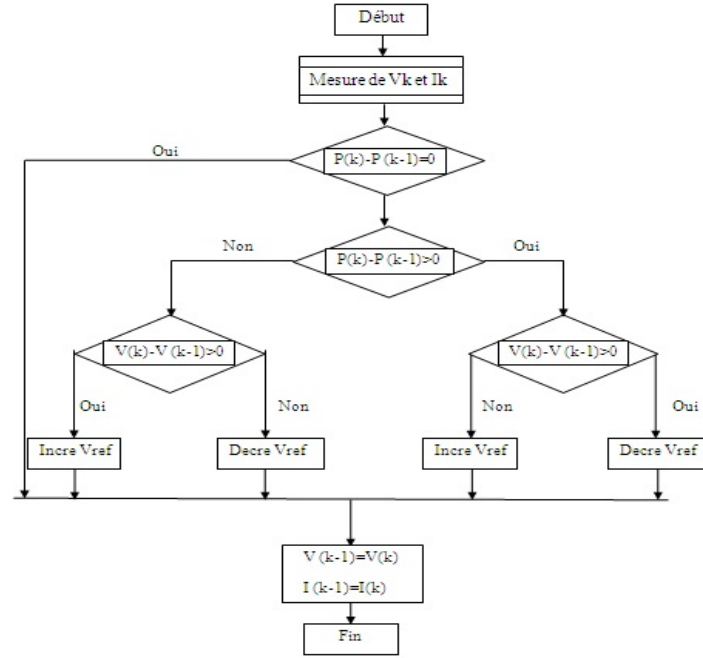 Début
Mesure de Vk et Ik
Oui
P(k)-P (k-1)=0
Non
P(k)-P (k-1)>0
Oui
V(k)-V (k-1)>0
V(k)-V (k-1)>0
Oui
Non
Non
Oui
Incre Vref
Decre Vref
Incre Vref
Decre Vref
V (k-1)=V(k)
I (k-1)=I(k)
Fin